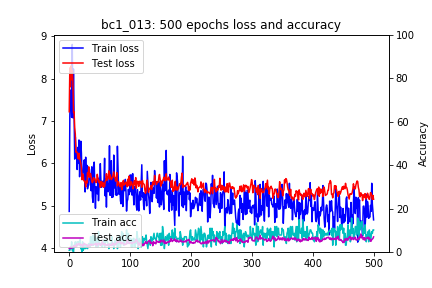 bc1_013: 500 epochs loss and accuracy
Train loss
Test loss
Train acc
Test acc
Loss
9
8
7
6
5
4
Accuracy
100
80
60
40
20
0
0 100 200 300 400 500